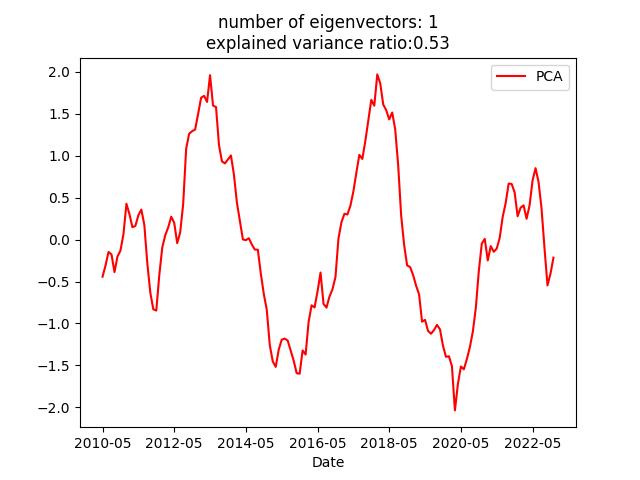 number of eigenvectors: 1
explained variance ratio:0.53
PCA
2.0
1.5
1.0
0.5
0.0
−0.5
−1.0
−1.5
−2.0
2010-05 2012-05 2014-05 2016-05 2018-05 2020-05 2022-05
Date